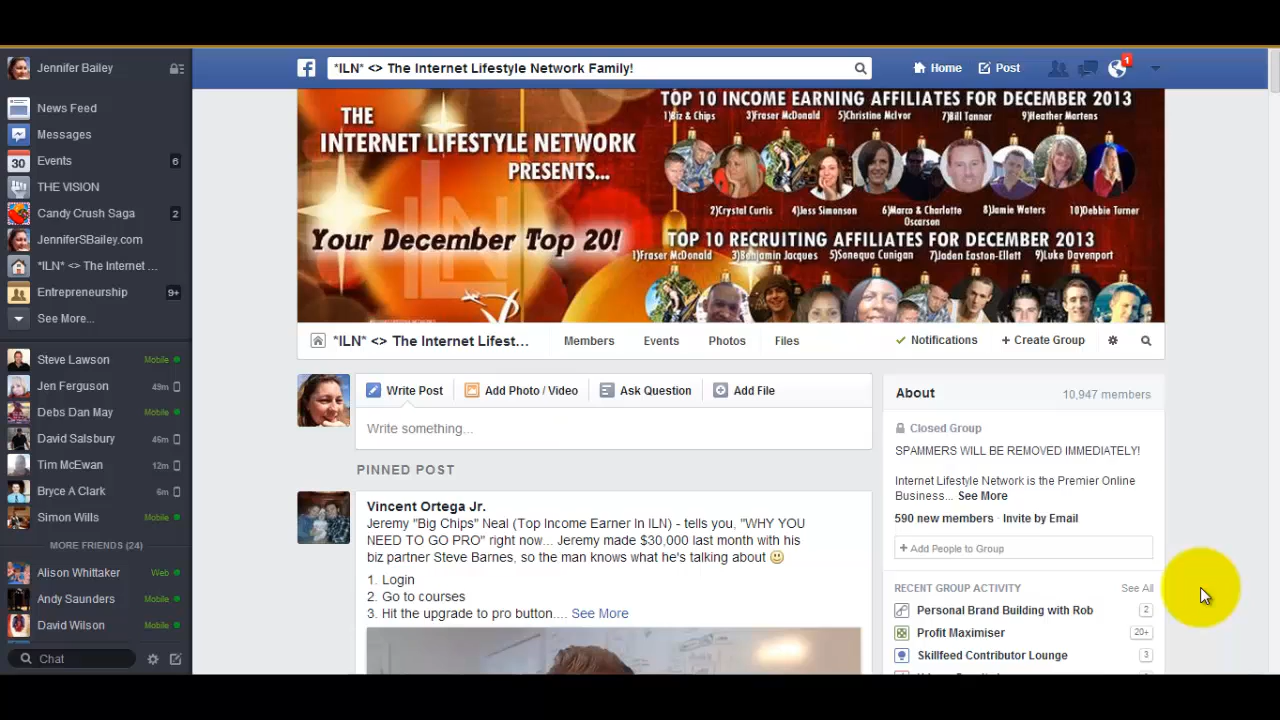 Jennifer Bailey
News Feed
Messages
30 Events 6
THE VISION
Candy Crush Saga 2
JenniferSBailey.com
*ILN* <> The Internet ...
Entrepreneurship 9+
See More...
Steve Lawson Mobile
Jen Ferguson 43m
Debs Dan May Mobile
David Salsbury 46m
Tim McEwan 12m
Bryce A Clark 6m
Simon Wills Mobile
MORE FRIENDS (24)
Alison Whittaker Web
Andy Saunders Mobile
David Wilson Mobile
Chat
*ILN* <> The Internet Lifestyle Network Family!
Home Post 1
THE
INTERNET LIFESTYLE NETWORK
PRESENTS...
Your December Top 20!
TOP 10 INCOME EARNING AFFILIATES FOR DECEMBER 2013
1)Biz & Chips 3)Fraser McDonald 5)Christine McIvor 7)Bill Tannar 9)Heather Martens
2)Crystal Curtis 4)Jess Simonson 6)Marco & Charlotte Oscarson 8)Jamie Waters 10)Debbie Turner
TOP 10 RECRUITING AFFILIATES FOR DECEMBER 2013
1)Fraser McDonald 3)Benjamin Jacques 5)Sonequa Cunigan 7)Jaden Easton-Ellett 9)Luke Davenport
*ILN* <> The Internet Lifest... Members Events Photos Files Notifications + Create Group
Write Post Add Photo / Video Ask Question Add File
Write something...
PINNED POST
Vincent Ortega Jr.
Jeremy "Big Chips" Neal (Top Income Earner In ILN) - tells you, "WHY YOU
NEED TO GO PRO" right now... Jeremy made $30,000 last month with his
biz partner Steve Barnes, so the man knows what he's talking about
1. Login
2. Go to courses
3. Hit the upgrade to pro button.... See More
About 10,947 members
Closed Group
SPAMMERS WILL BE REMOVED IMMEDIATELY!
Internet Lifestyle Network is the Premier Online
Business... See More
590 new members · Invite by Email
+ Add People to Group
RECENT GROUP ACTIVITY See All
Personal Brand Building with Rob 2
Profit Maximiser 20+
Skillfeed Contributor Lounge 3